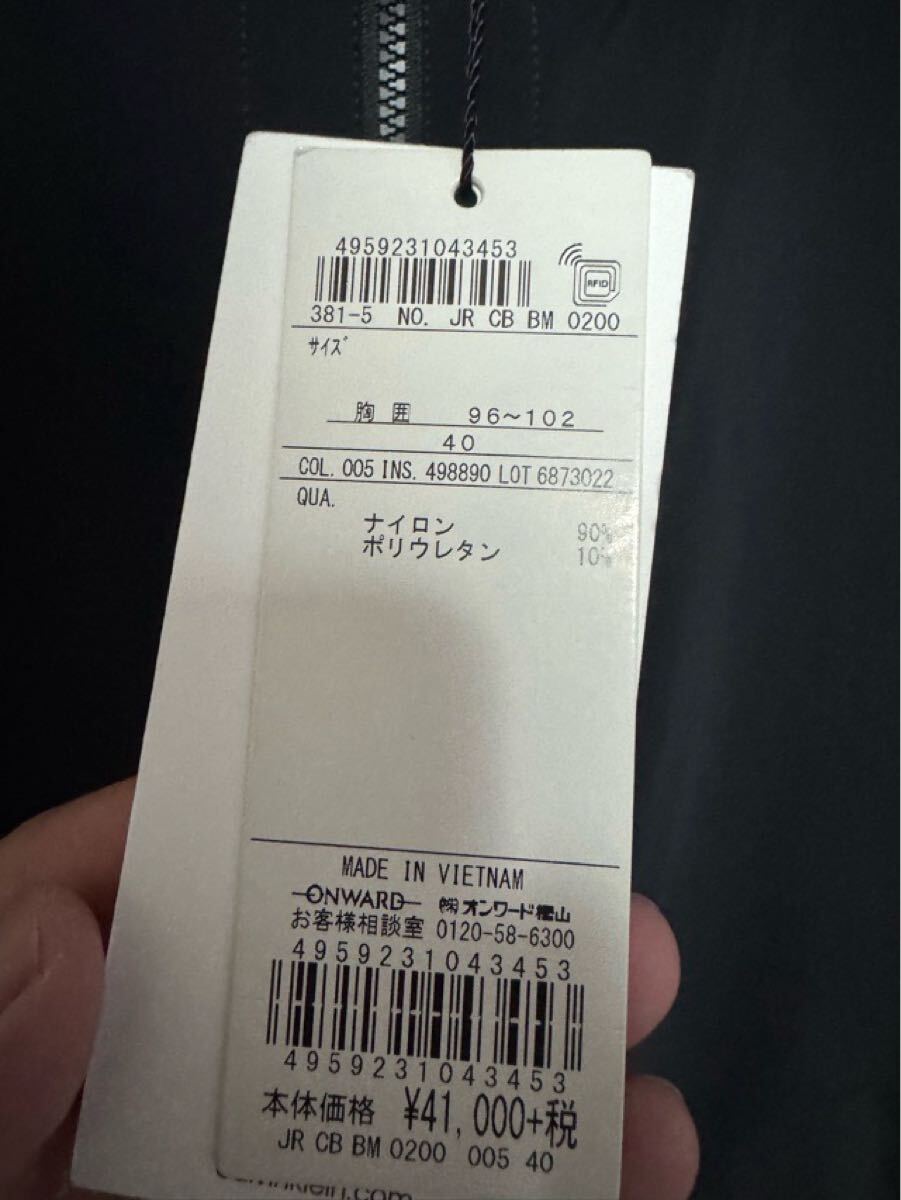 4959231043453
RFID
381-5 NO. JR CB BM 0200
サイズ
胸囲 96～102
40
COL. 005 INS. 498890 LOT 6873022
QUA.
ナイロン 90%
ポリウレタン 10%
MADE IN VIETNAM
ONWARD ㈱オンワード樫山
お客様相談室 0120-58-6300
4959231043453
4959231043453
本体価格 ¥41,000+税
JR CB BM 0200 005 40